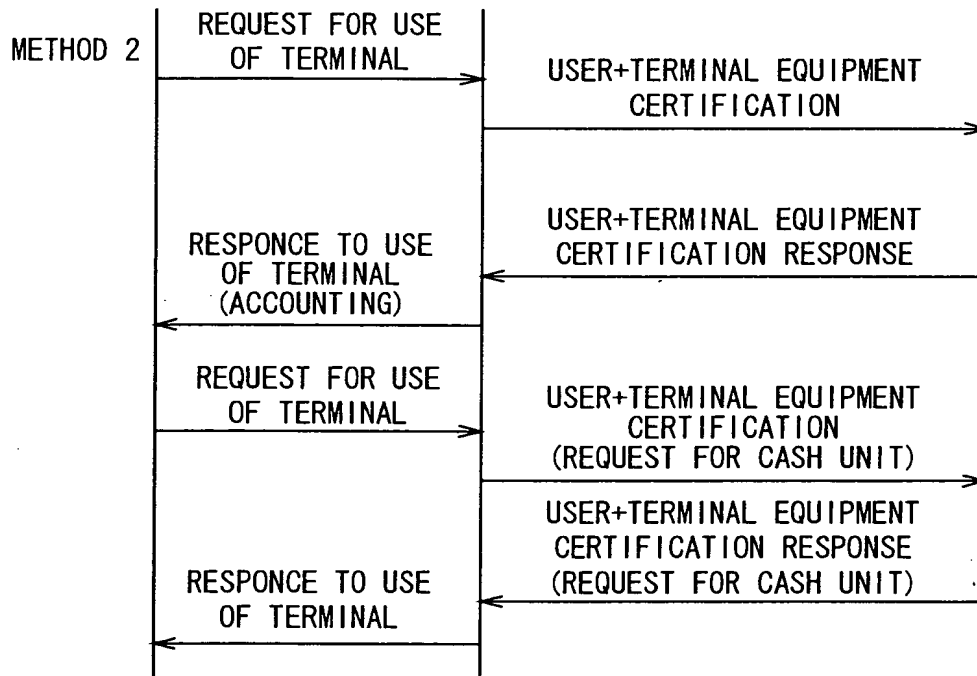 METHOD 2
REQUEST FOR USE
OF TERMINAL
USER+TERMINAL EQUIPMENT
CERTIFICATION
USER+TERMINAL EQUIPMENT
CERTIFICATION RESPONSE
RESPONCE TO USE
OF TERMINAL
(ACCOUNTING)
REQUEST FOR USE
OF TERMINAL
USER+TERMINAL EQUIPMENT
CERTIFICATION
(REQUEST FOR CASH UNIT)
USER+TERMINAL EQUIPMENT
CERTIFICATION RESPONSE
(REQUEST FOR CASH UNIT)
RESPONCE TO USE
OF TERMINAL